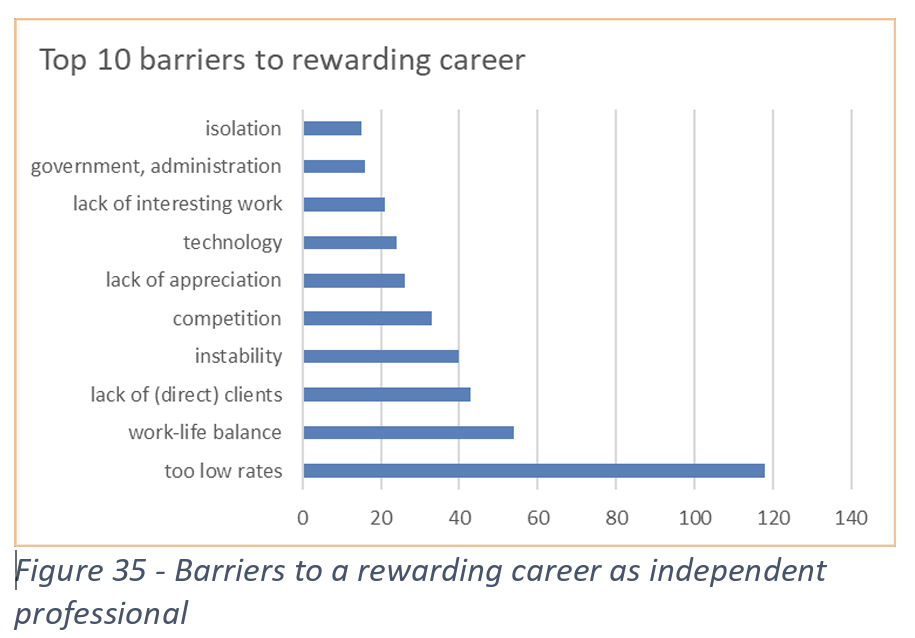 Top 10 barriers to rewarding career
isolation
government, administration
lack of interesting work
technology
lack of appreciation
competition
instability
lack of (direct) clients
work-life balance
too low rates
0 20 40 60 80 100 120 140
Figure 35 - Barriers to a rewarding career as independent
professional